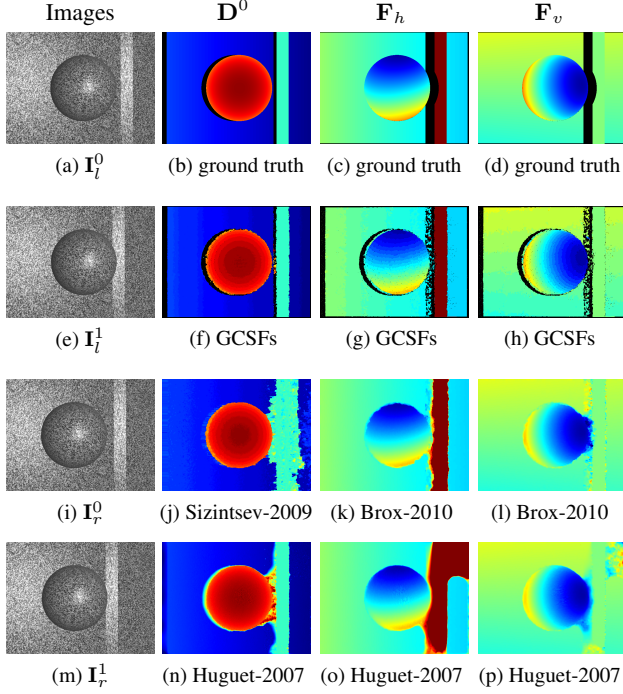 Images D⁰ F_h F_v
(a) I_l^0 (b) ground truth (c) ground truth (d) ground truth
(e) I_l^1 (f) GCSFs (g) GCSFs (h) GCSFs
(i) I_r^0 (j) Sizintsev-2009 (k) Brox-2010 (l) Brox-2010
(m) I_r^1 (n) Huguet-2007 (o) Huguet-2007 (p) Huguet-2007